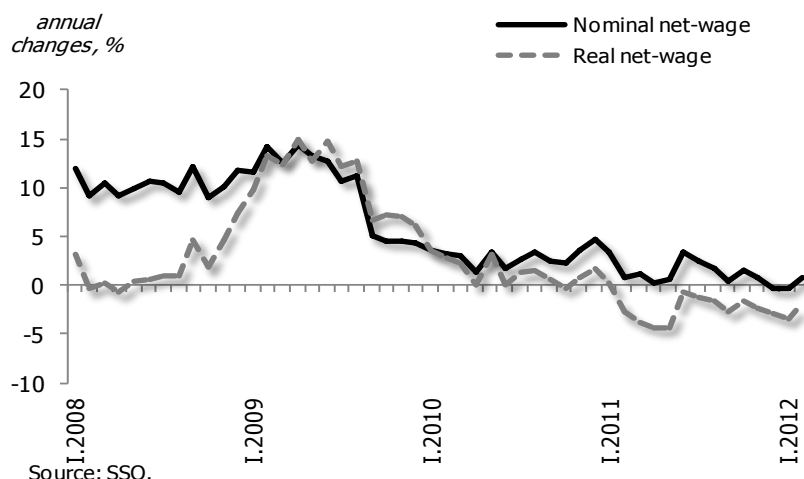 annual
changes, %
Nominal net-wage
Real net-wage
20
15
10
5
0
-5
-10
I.2008
I.2009
I.2010
I.2011
I.2012
Source: SSO.